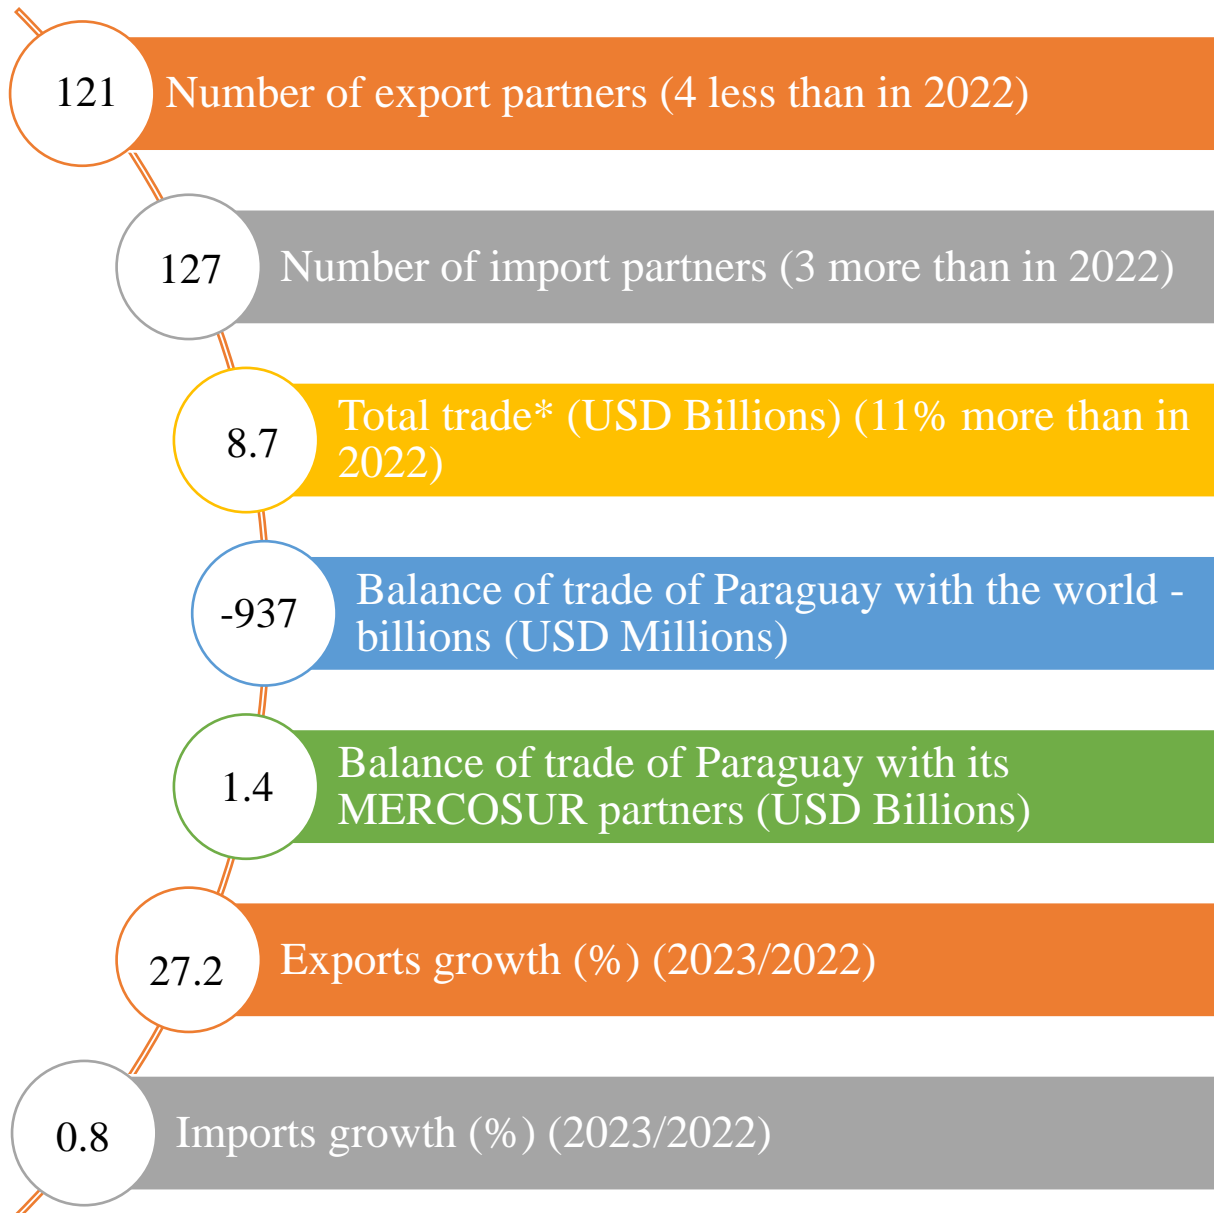 121
Number of export partners (4 less than in 2022)
127
Number of import partners (3 more than in 2022)
8.7
Total trade* (USD Billions) (11% more than in
2022)
-937
Balance of trade of Paraguay with the world -
billions (USD Millions)
1.4
Balance of trade of Paraguay with its
MERCOSUR partners (USD Billions)
27.2
Exports growth (%) (2023/2022)
0.8
Imports growth (%) (2023/2022)